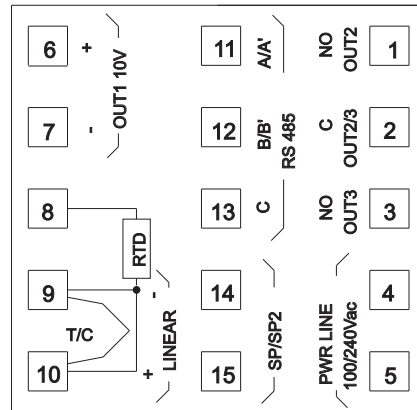 6 + OUT1 10V
7 -
8
RTD
9 -
T/C LINEAR
10 +
11 A/A'
12 B/B' RS 485
13 C
14 SP/SP2
15
NO OUT2 1
C OUT2/3 2
NO OUT3 3
PWR LINE 100/240Vac 4
5